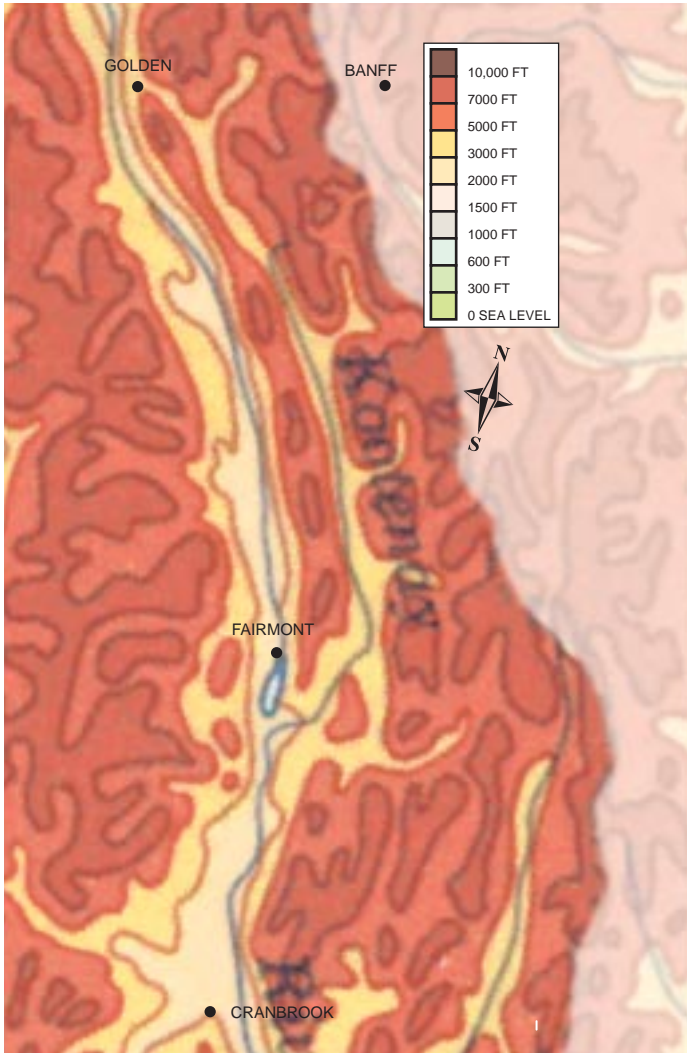 GOLDEN
BANFF
10,000 FT
7000 FT
5000 FT
3000 FT
2000 FT
1500 FT
1000 FT
600 FT
300 FT
0 SEA LEVEL
N
S
FAIRMONT
CRANBROOK